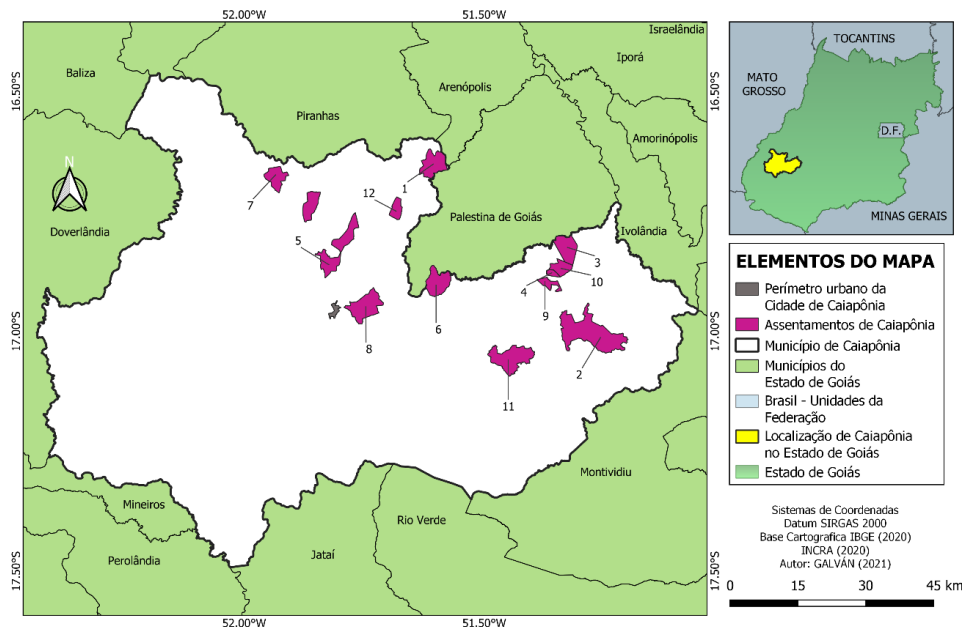 52.00°W
51.50°W
Israelândia
Iporá
Baliza
16.50°S
16.50°S
Arenópolis
Piranhas
Amorinópolis
N
1
7
12
Palestina de Goiás
Doverlândia
Ivolândia
5
3
4
10
6
9
8
2
11
17.00°S
17.00°S
Montividiu
Mineiros
Rio Verde
Perolândia
Jataí
17.50°S
17.50°S
52.00°W
51.50°W
TOCANTINS
MATO
GROSSO
D.F.
MINAS GERAIS
ELEMENTOS DO MAPA
Perímetro urbano da
Cidade de Caiapônia
Assentamentos de Caiapônia
Município de Caiapônia
Municípios do
Estado de Goiás
Brasil - Unidades da
Federação
Localização de Caiapônia
no Estado de Goiás
Estado de Goiás
Sistemas de Coordenadas
Datum SIRGAS 2000
Base Cartografica IBGE (2020)
INCRA (2020)
Autor: GALVÁN (2021)
0 15 30 45 km